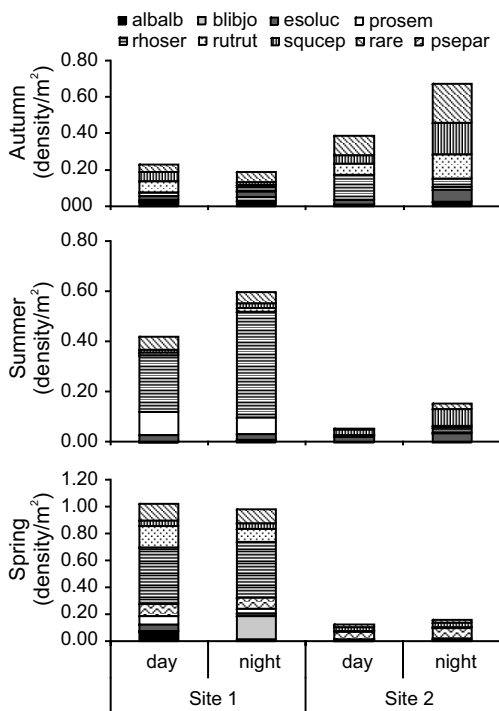 albalb blibjo esoluc prosem
rhoser rutrut squcep rare psepar
Autumn
(density/m²)
0.80
0.60
0.40
0.20
000
Summer
(density/m²)
0.80
0.60
0.40
0.20
0.00
Spring
(density/m²)
1.20
1.00
0.80
0.60
0.40
0.20
0.00
day night day night
Site 1 Site 2